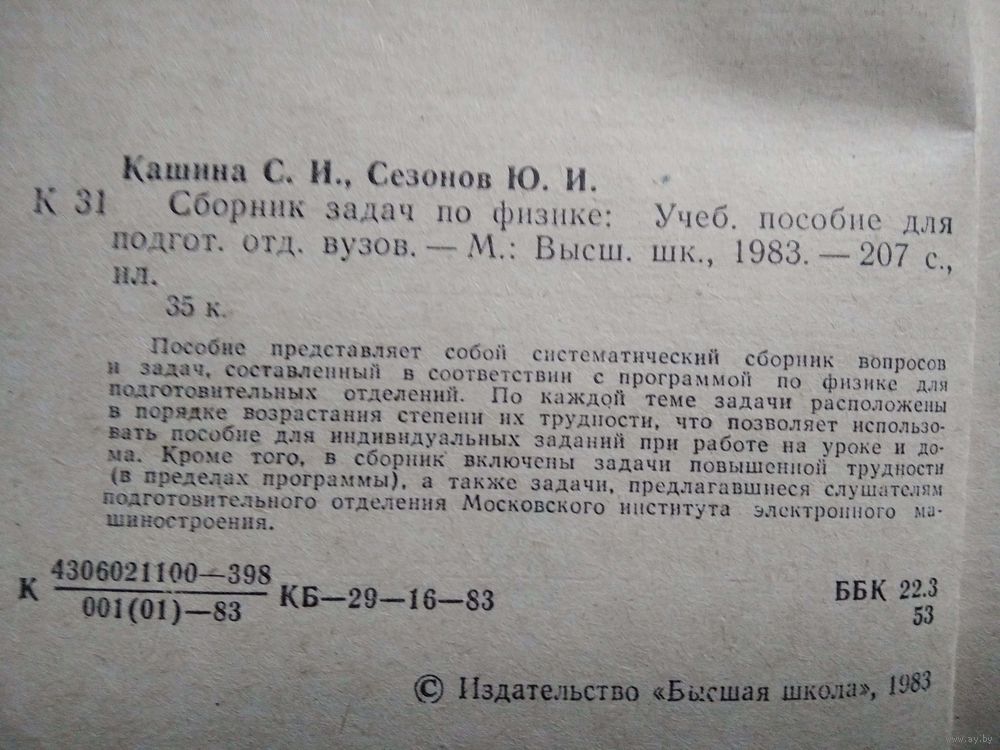 Кашина С. И., Сезонов Ю. И.
К 31 Сборник задач по физике: Учеб. пособие для
подгот. отд. вузов. — М.: Высш. шк., 1983. — 207 с.,
ил.
35 к.
Пособие представляет собой систематический сборник вопросов
и задач, составленный в соответствии с программой по физике для
подготовительных отделений. По каждой теме задачи расположены
в порядке возрастания степени их трудности, что позволяет использо-
вать пособие для индивидуальных заданий при работе на уроке и до-
ма. Кроме того, в сборник включены задачи повышенной трудности
(в пределах программы), а также задачи, предлагавшиеся слушателям
подготовительного отделения Московского института электронного ма-
шиностроения.
К 4306021100—398
001(01)—83 КБ—29—16—83
ББК 22.3
53
© Издательство «Высшая школа», 1983
www.ay.by